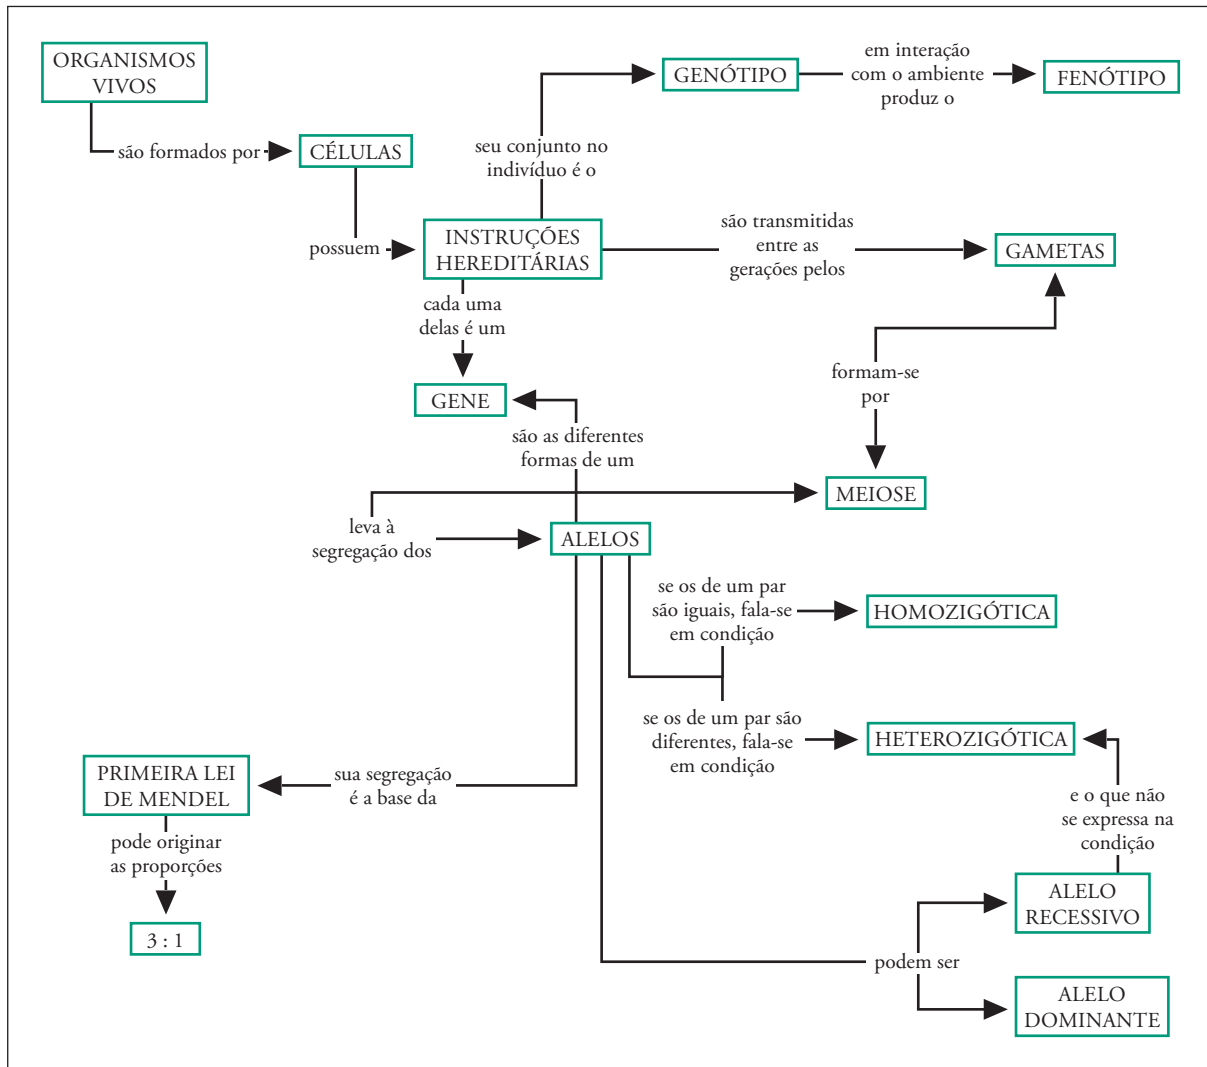 ORGANISMOS
VIVOS
são formados por
CÉLULAS
possuem
INSTRUÇÕES
HEREDITÁRIAS
seu conjunto no
indivíduo é o
GENÓTIPO
em interação
com o ambiente
produz o
FENÓTIPO
são transmitidas
entre as
gerações pelos
GAMETAS
formam-se
por
MEIOSE
cada uma
delas é um
GENE
são as diferentes
formas de um
leva à
segregação dos
ALELOS
se os de um par
são iguais, fala-se
em condição
HOMOZIGÓTICA
se os de um par são
diferentes, fala-se
em condição
HETEROZIGÓTICA
sua segregação
é a base da
PRIMEIRA LEI
DE MENDEL
pode originar
as proporções
3 : 1
e o que não
se expressa na
condição
ALELO
RECESSIVO
podem ser
ALELO
DOMINANTE